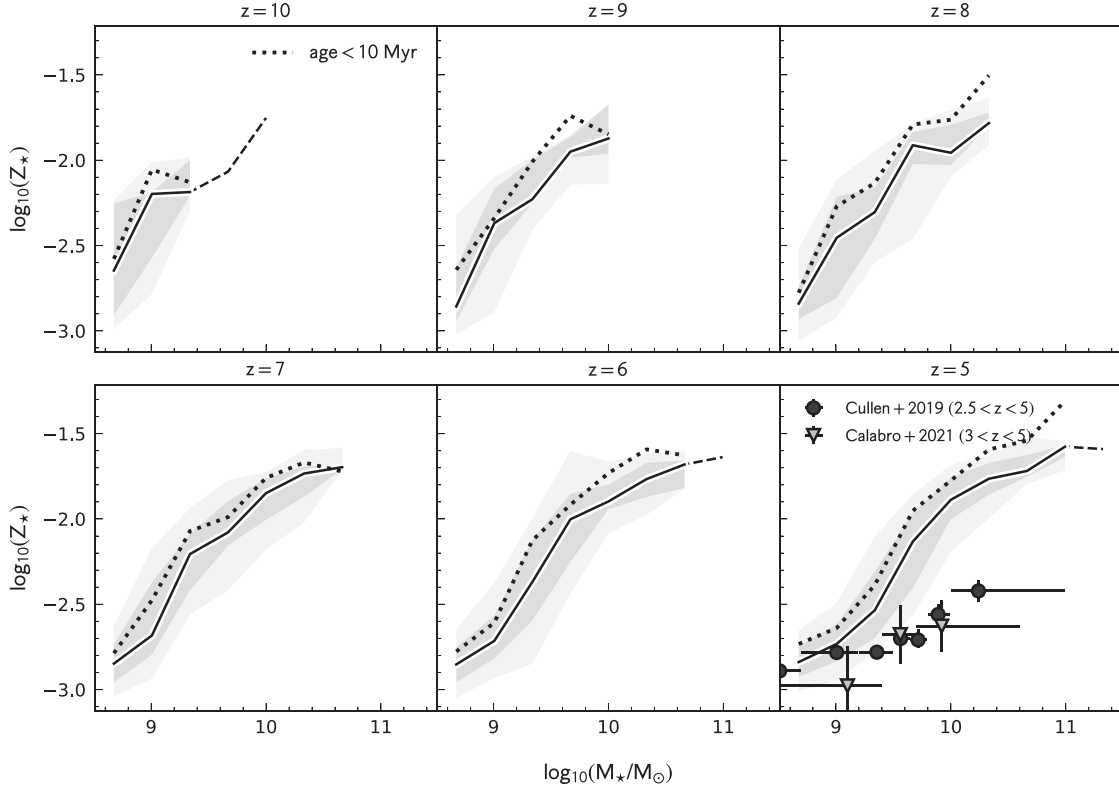 z = 10 z = 9 z = 8
age < 10 Myr
−1.5
−2.0
−2.5
−3.0
log₁₀(Z⋆)
z = 7 z = 6 z = 5
Cullen + 2019 (2.5 < z < 5)
Calabro + 2021 (3 < z < 5)
−1.5
−2.0
−2.5
−3.0
log₁₀(Z⋆)
9 10 11 9 10 11 9 10 11
log₁₀(M⋆/M⊙)